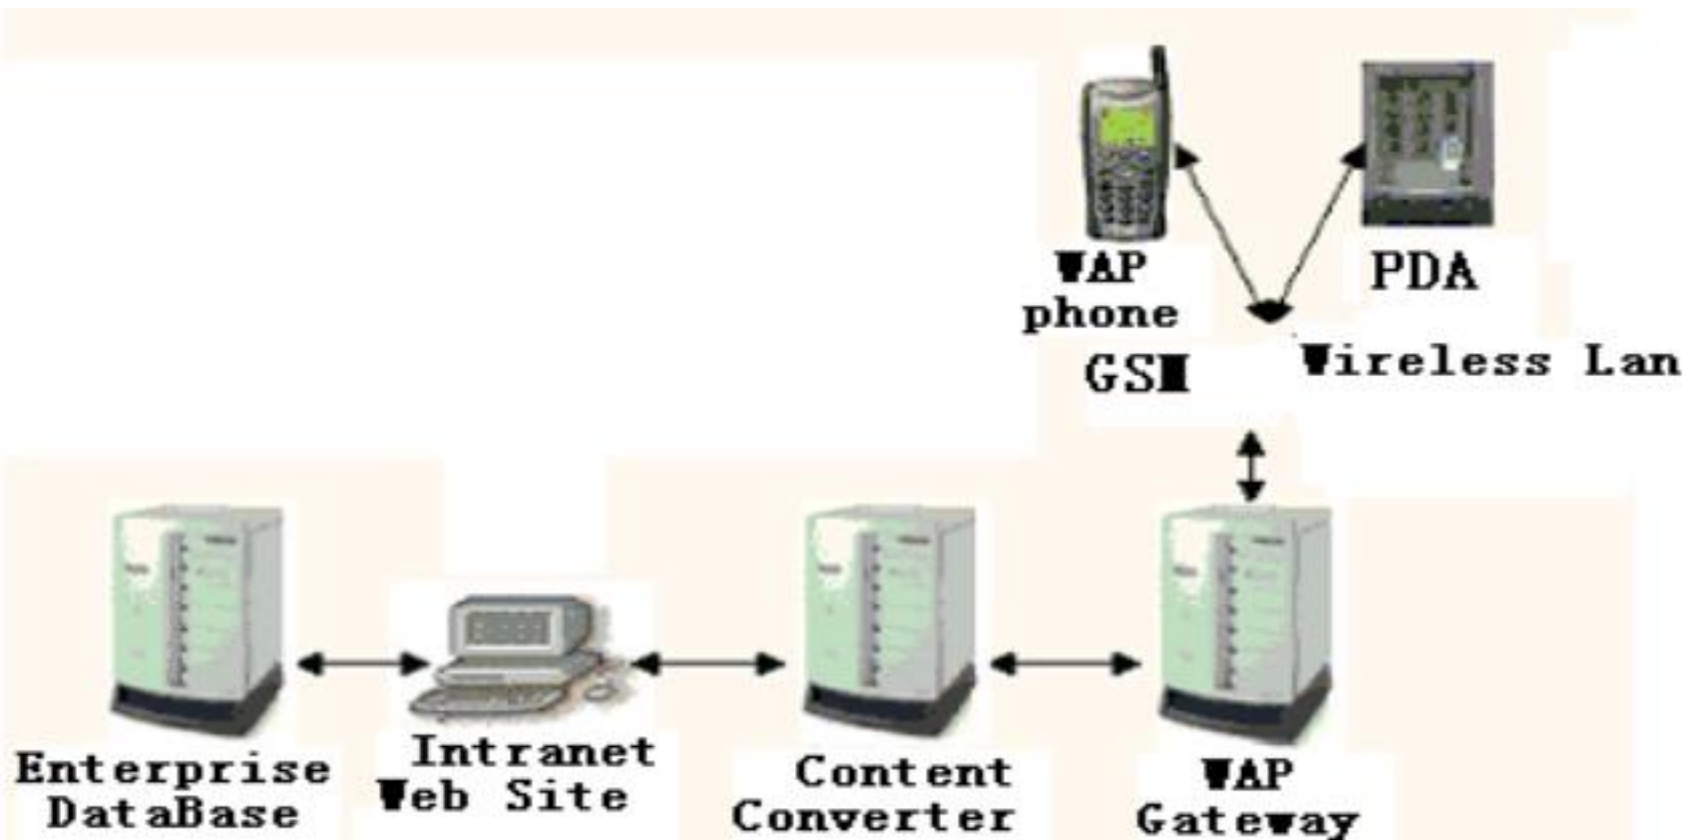 WAP
phone
PDA
GSM
Wireless Lan
Enterprise
DataBase
Intranet
Web Site
Content
Converter
WAP
Gateway